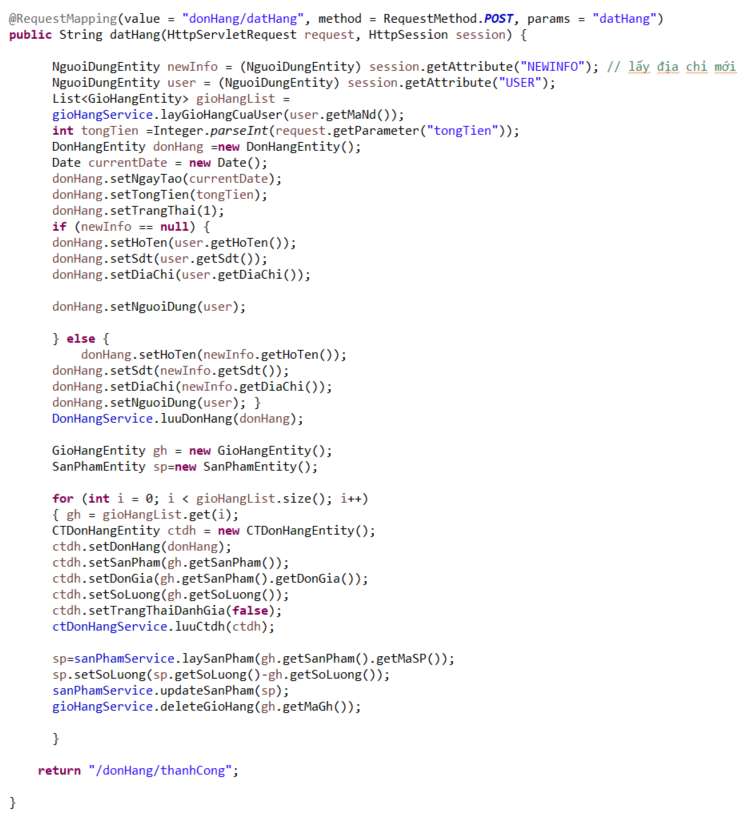 @RequestMapping(value = "donHang/datHang", method = RequestMethod.POST, params = "datHang")
public String datHang(HttpServletRequest request, HttpSession session) {
NguoiDungEntity newInfo = (NguoiDungEntity) session.getAttribute("NEWINFO"); // lấy địa chỉ mới
NguoiDungEntity user = (NguoiDungEntity) session.getAttribute("USER");
List<GioHangEntity> gioHangList =
gioHangService.layGioHangCuaUser(user.getMaNd());
int tongTien =Integer.parseInt(request.getParameter("tongTien"));
DonHangEntity donHang =new DonHangEntity();
Date currentDate = new Date();
donHang.setNgayTao(currentDate);
donHang.setTongTien(tongTien);
donHang.setTrangThai(1);
if (newInfo == null) {
donHang.setHoTen(user.getHoTen());
donHang.setSdt(user.getSdt());
donHang.setDiaChi(user.getDiaChi());
donHang.setNguoiDung(user);
} else {
donHang.setHoTen(newInfo.getHoTen());
donHang.setSdt(newInfo.getSdt());
donHang.setDiaChi(newInfo.getDiaChi());
donHang.setNguoiDung(user); }
DonHangService.luuDonHang(donHang);
GioHangEntity gh = new GioHangEntity();
SanPhamEntity sp=new SanPhamEntity();
for (int i = 0; i < gioHangList.size(); i++)
{ gh = gioHangList.get(i);
CTDonHangEntity ctdh = new CTDonHangEntity();
ctdh.setDonHang(donHang);
ctdh.setSanPham(gh.getSanPham());
ctdh.setDonGia(gh.getSanPham().getDonGia());
ctdh.setSoLuong(gh.getSoLuong());
ctdh.setTrangThaiDanhGia(false);
ctDonHangService.luuCtdh(ctdh);
sp=sanPhamService.laySanPham(gh.getSanPham().getMaSP());
sp.setSoLuong(sp.getSoLuong()-gh.getSoLuong());
sanPhamService.updateSanPham(sp);
gioHangService.deleteGioHang(gh.getMaGh());
}
return "/donHang/thanhCong";
}